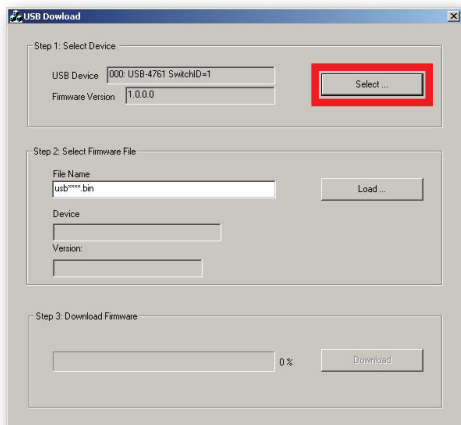 USB Dowload
Step 1: Select Device
USB Device 000: USB-4761 SwitchID=1
Select ...
Firmware Version 1.0.0.0
Step 2: Select Firmware File
File Name
usb****.bin
Load ...
Device
Version:
Step 3: Download Firmware
0 %
Download